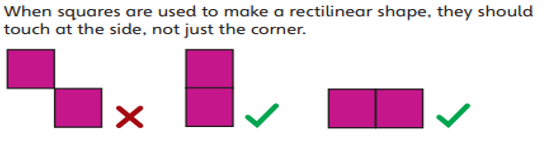 When squares are used to make a rectilinear shape, they should
touch at the side, not just the corner.